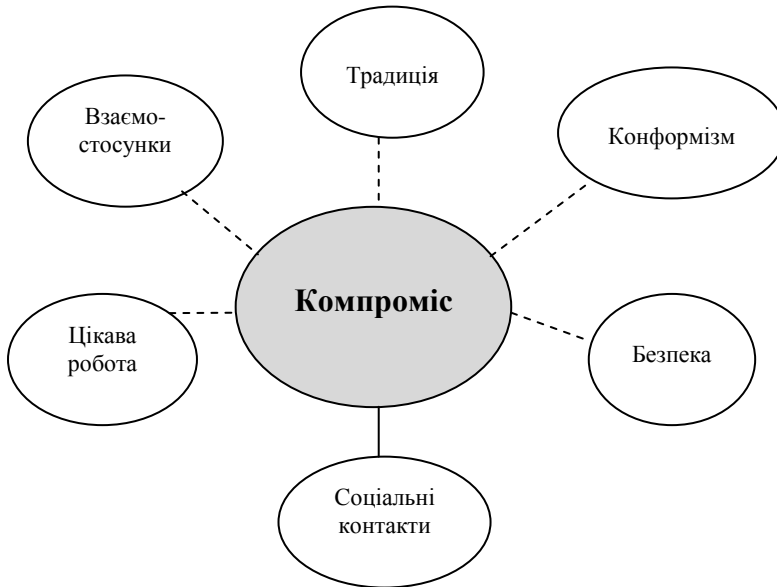 Традиція
Взаємо-
стосунки
Конформізм
Компроміс
Цікава
робота
Безпека
Соціальні
контакти